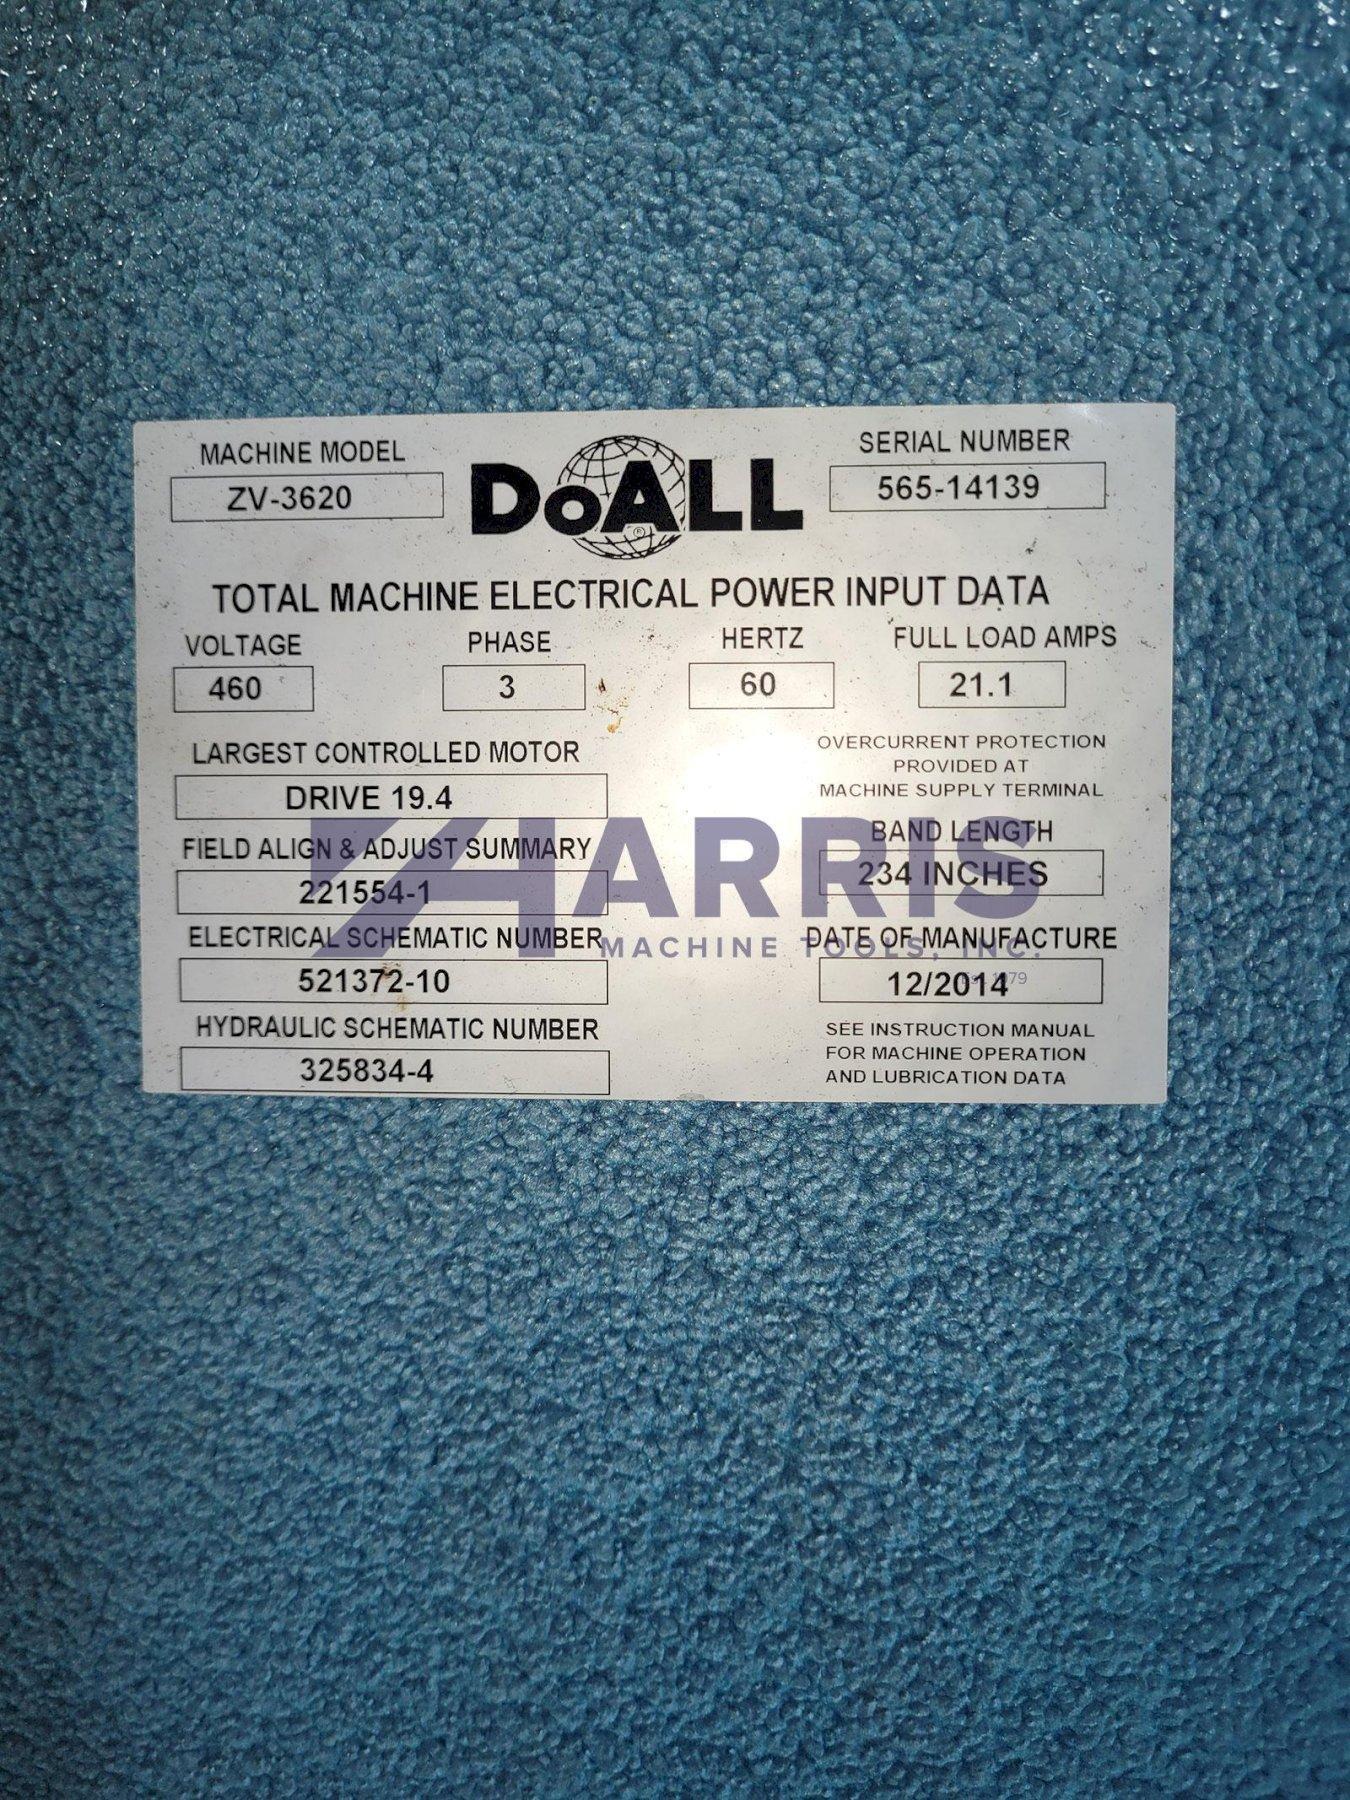 MACHINE MODEL
ZV-3620
DoALL
®
SERIAL NUMBER
565-14139
TOTAL MACHINE ELECTRICAL POWER INPUT DATA
VOLTAGE PHASE HERTZ FULL LOAD AMPS
460 3 60 21.1
LARGEST CONTROLLED MOTOR
DRIVE 19.4
FIELD ALIGN & ADJUST SUMMARY
221554-1
ELECTRICAL SCHEMATIC NUMBER
521372-10
HYDRAULIC SCHEMATIC NUMBER
325834-4
OVERCURRENT PROTECTION
PROVIDED AT
MACHINE SUPPLY TERMINAL
BAND LENGTH
234 INCHES
DATE OF MANUFACTURE
12/2014
SEE INSTRUCTION MANUAL
FOR MACHINE OPERATION
AND LUBRICATION DATA
HARRIS
MACHINE TOOLS, INC.